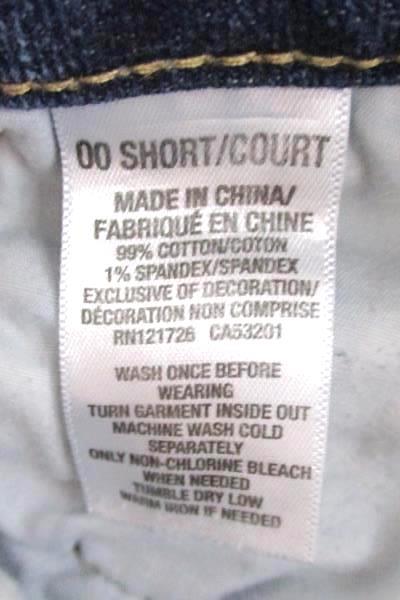 00 SHORT/COURT
MADE IN CHINA/
FABRIQUÉ EN CHINE
99% COTTON/COTON
1% SPANDEX/SPANDEX
EXCLUSIVE OF DECORATION/
DÉCORATION NON COMPRISE
RN121726 CA53201
WASH ONCE BEFORE
WEARING
TURN GARMENT INSIDE OUT
MACHINE WASH COLD
SEPARATELY
ONLY NON-CHLORINE BLEACH
WHEN NEEDED
TUMBLE DRY LOW
WARM IRON IF NEEDED